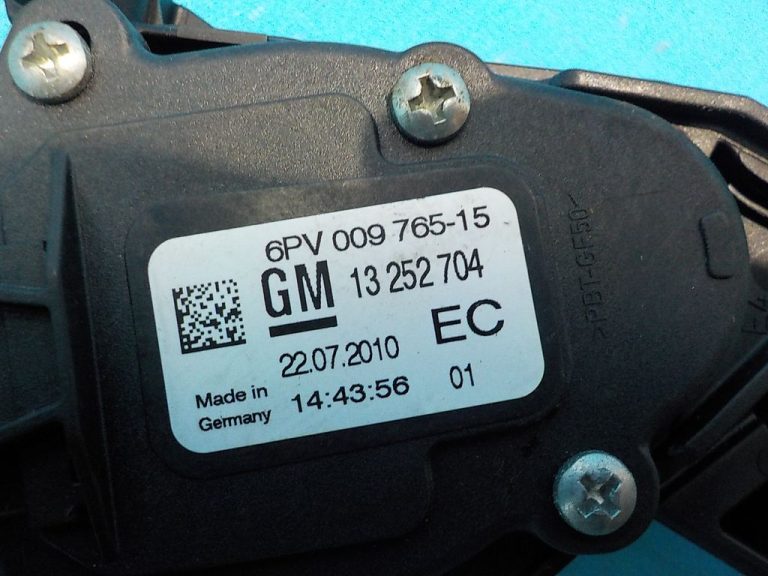 6PV 009 765-15
GM 13 252 704
EC
22.07.2010
Made in
Germany
14:43:56
01
>PBT-GF50<